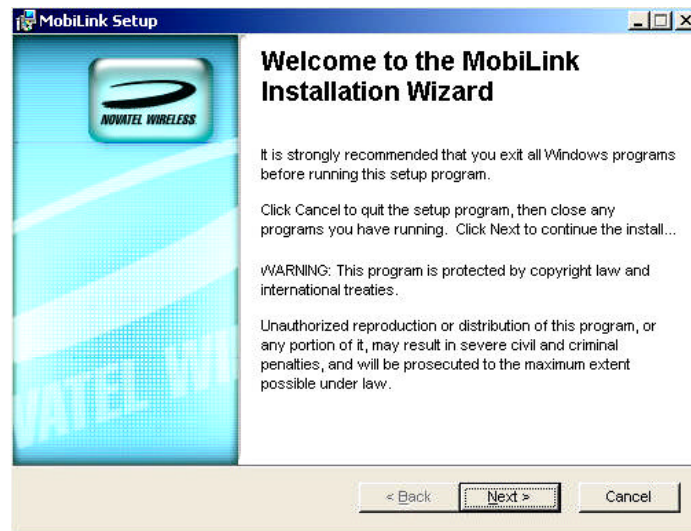 MobiLink Setup
NOVATEL WIRELESS
Welcome to the MobiLink
Installation Wizard
It is strongly recommended that you exit all Windows programs
before running this setup program.
Click Cancel to quit the setup program, then close any
programs you have running. Click Next to continue the install...
WARNING: This program is protected by copyright law and
international treaties.
Unauthorized reproduction or distribution of this program, or
any portion of it, may result in severe civil and criminal
penalties, and will be prosecuted to the maximum extent
possible under law.
VATEL WI
< Back Next > Cancel